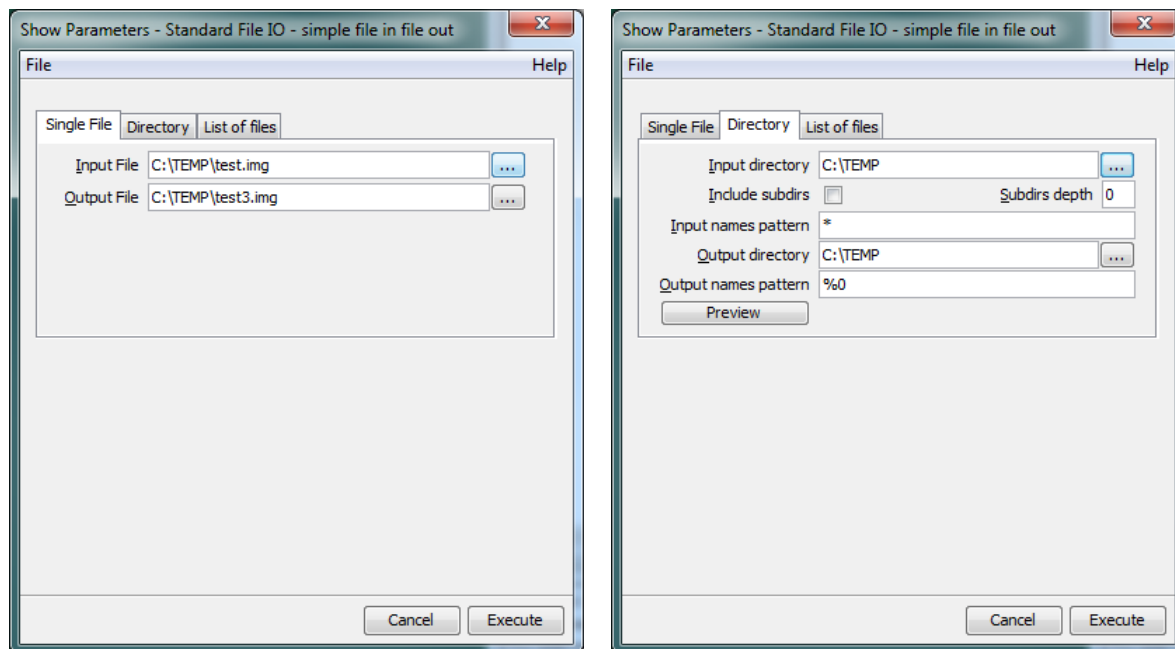 Show Parameters - Standard File IO - simple file in file out
File Help
Single File Directory List of files
Input File C:\TEMP\test.img ...
Output File C:\TEMP\test3.img ...
Cancel Execute
Show Parameters - Standard File IO - simple file in file out
File Help
Single File Directory List of files
Input directory C:\TEMP ...
Include subdirs Subdirs depth 0
Input names pattern *
Output directory C:\TEMP ...
Output names pattern %0
Preview
Cancel Execute